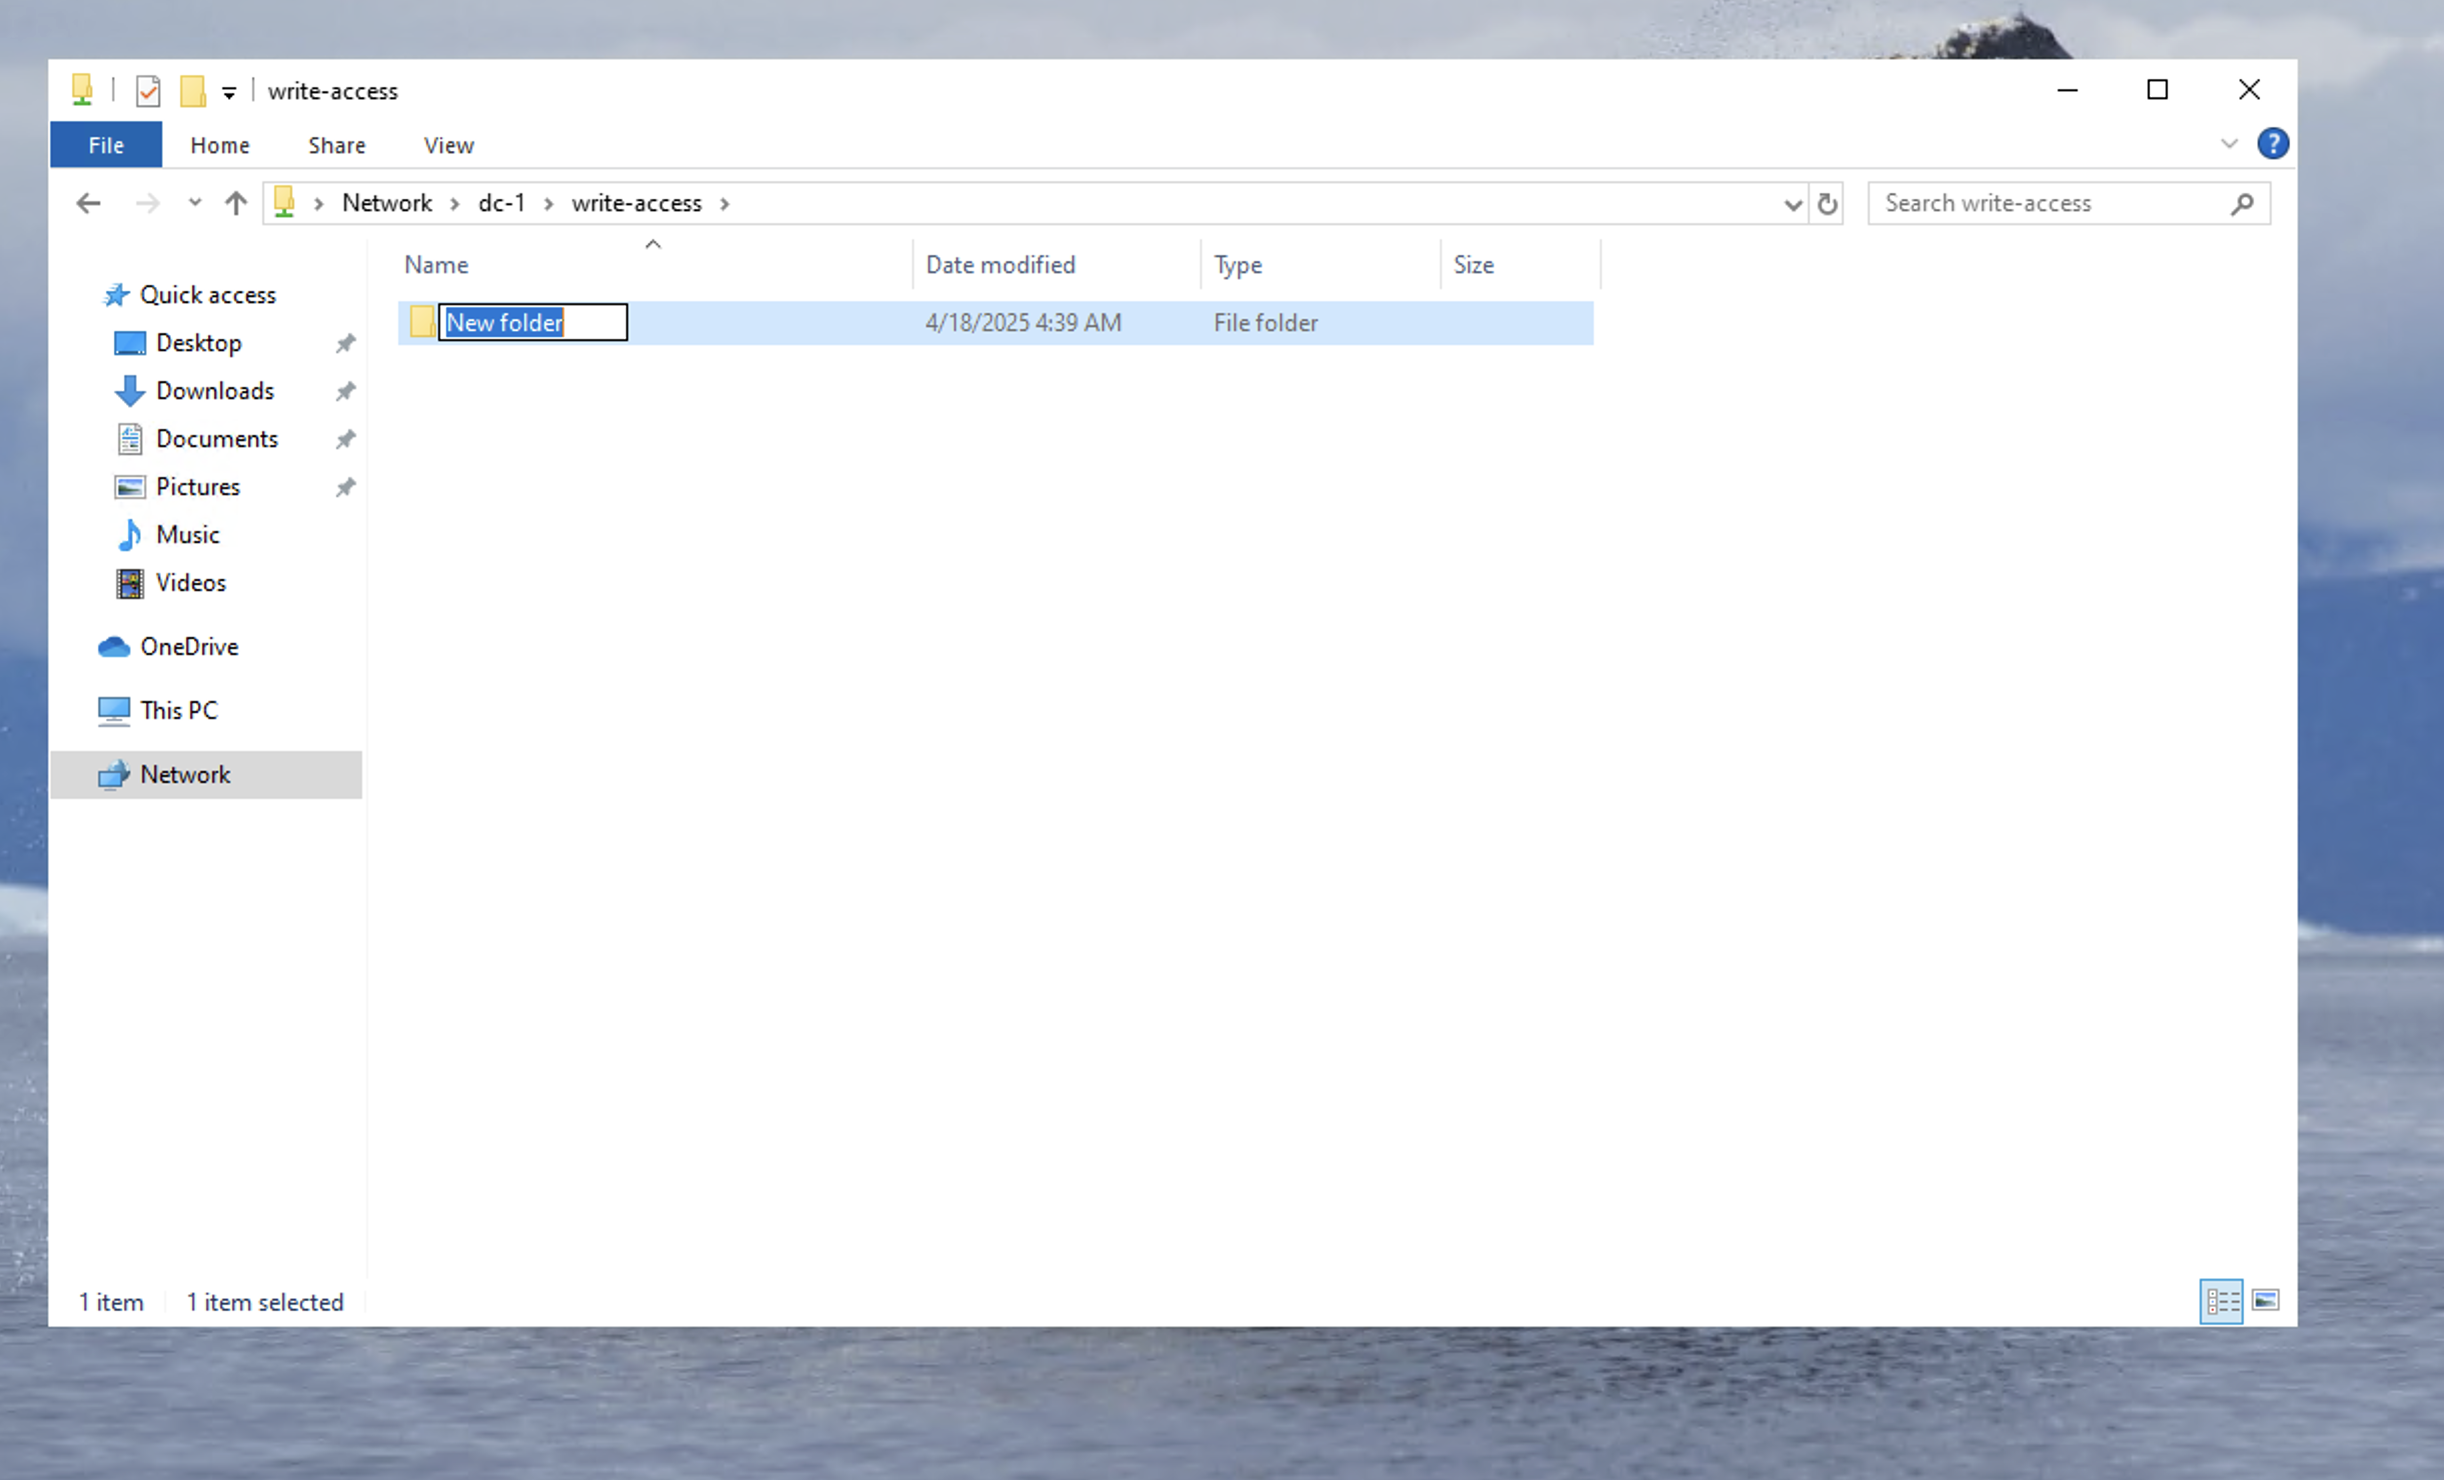 write-access
File Home Share View
Network dc-1 write-access Search write-access
Name Date modified Type Size
New folder 4/18/2025 4:39 AM File folder
Quick access
Desktop
Downloads
Documents
Pictures
Music
Videos
OneDrive
This PC
Network
1 item 1 item selected